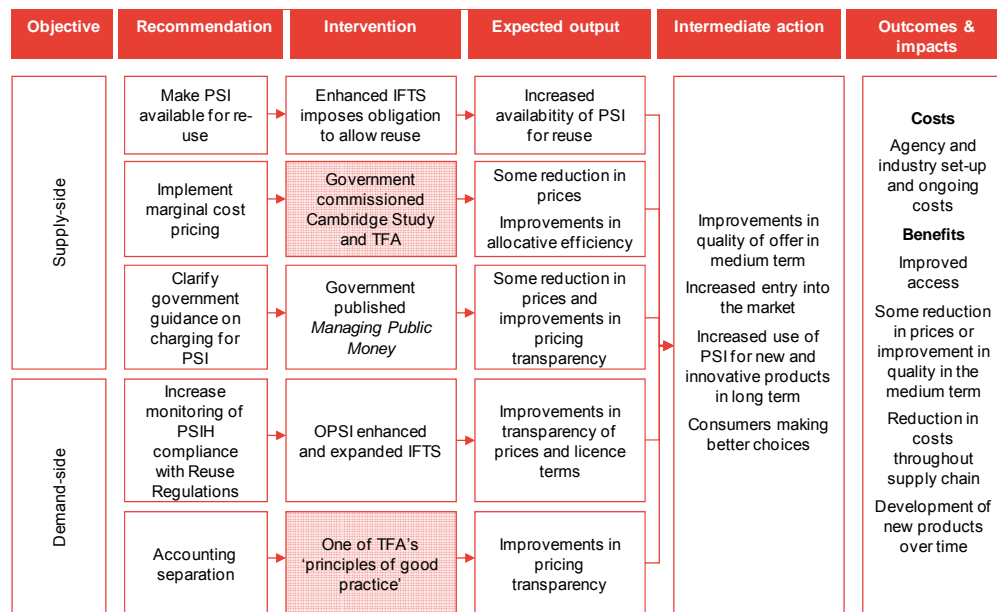 Objective
Recommendation
Intervention
Expected output
Intermediate action
Outcomes &
impacts
Supply-side
Make PSI
available for re-
use
Enhanced IFTS
imposes obligation
to allow reuse
Increased
availability of PSI
for reuse
Implement
marginal cost
pricing
Government
commissioned
Cambridge Study
and TFA
Some reduction in
prices
Improvements in
allocative efficiency
Clarify
government
guidance on
charging for
PSI
Government
published
Managing Public
Money
Some reduction in
prices and
improvements in
pricing
transparency
Demand-side
Increase
monitoring of
PSIH
compliance
with Reuse
Regulations
OPSI enhanced
and expanded IFTS
Improvements in
transparency of
prices and licence
terms
Accounting
separation
One of TFA's
'principles of good
practice'
Improvements in
pricing
transparency
Improvements in
quality of offer in
medium term
Increased entry into
the market
Increased use of
PSI for new and
innovative products
in long term
Consumers making
better choices
Costs
Agency and
industry set-up
and ongoing
costs
Benefits
Improved
access
Some reduction
in prices or
improvement in
quality in the
medium term
Reduction in
costs
throughout
supply chain
Development of
new products
over time